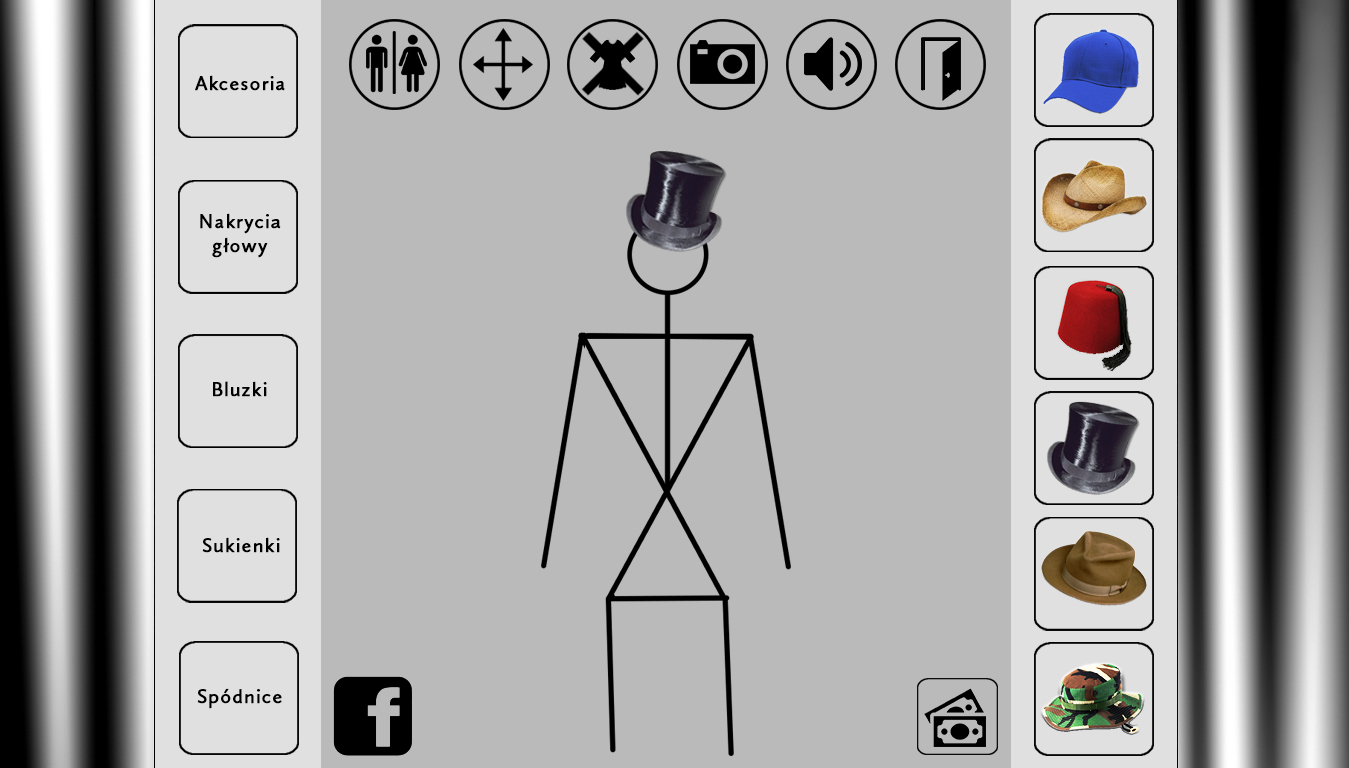 Akcesoria
Nakrycia
głowy
Bluzki
Sukienki
Spódnice
f